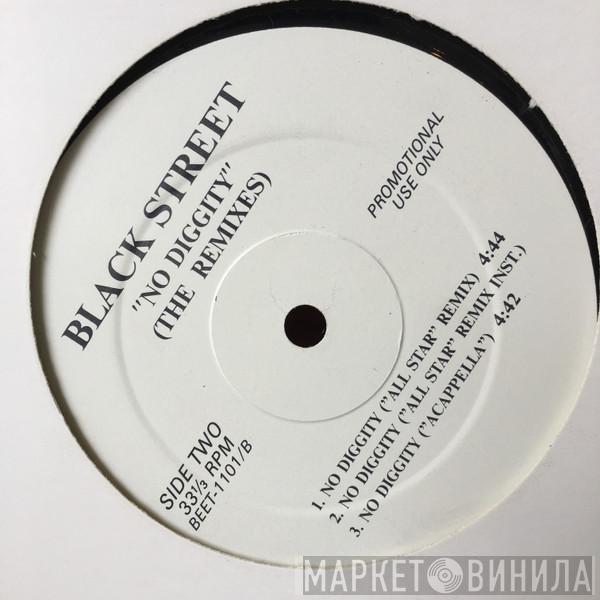 BLACK STREET
"NO DIGGITY"
(THE REMIXES)
PROMOTIONAL
USE ONLY
SIDE TWO
33 1/3 RPM
BEET-1101/B
1. NO DIGGITY ("ALL STAR" REMIX) 4:44
2. NO DIGGITY ("ALL STAR" REMIX INST.)
3. NO DIGGITY ("ACAPPELLA") 4:42
МАРКЕТ ВИНИЛА